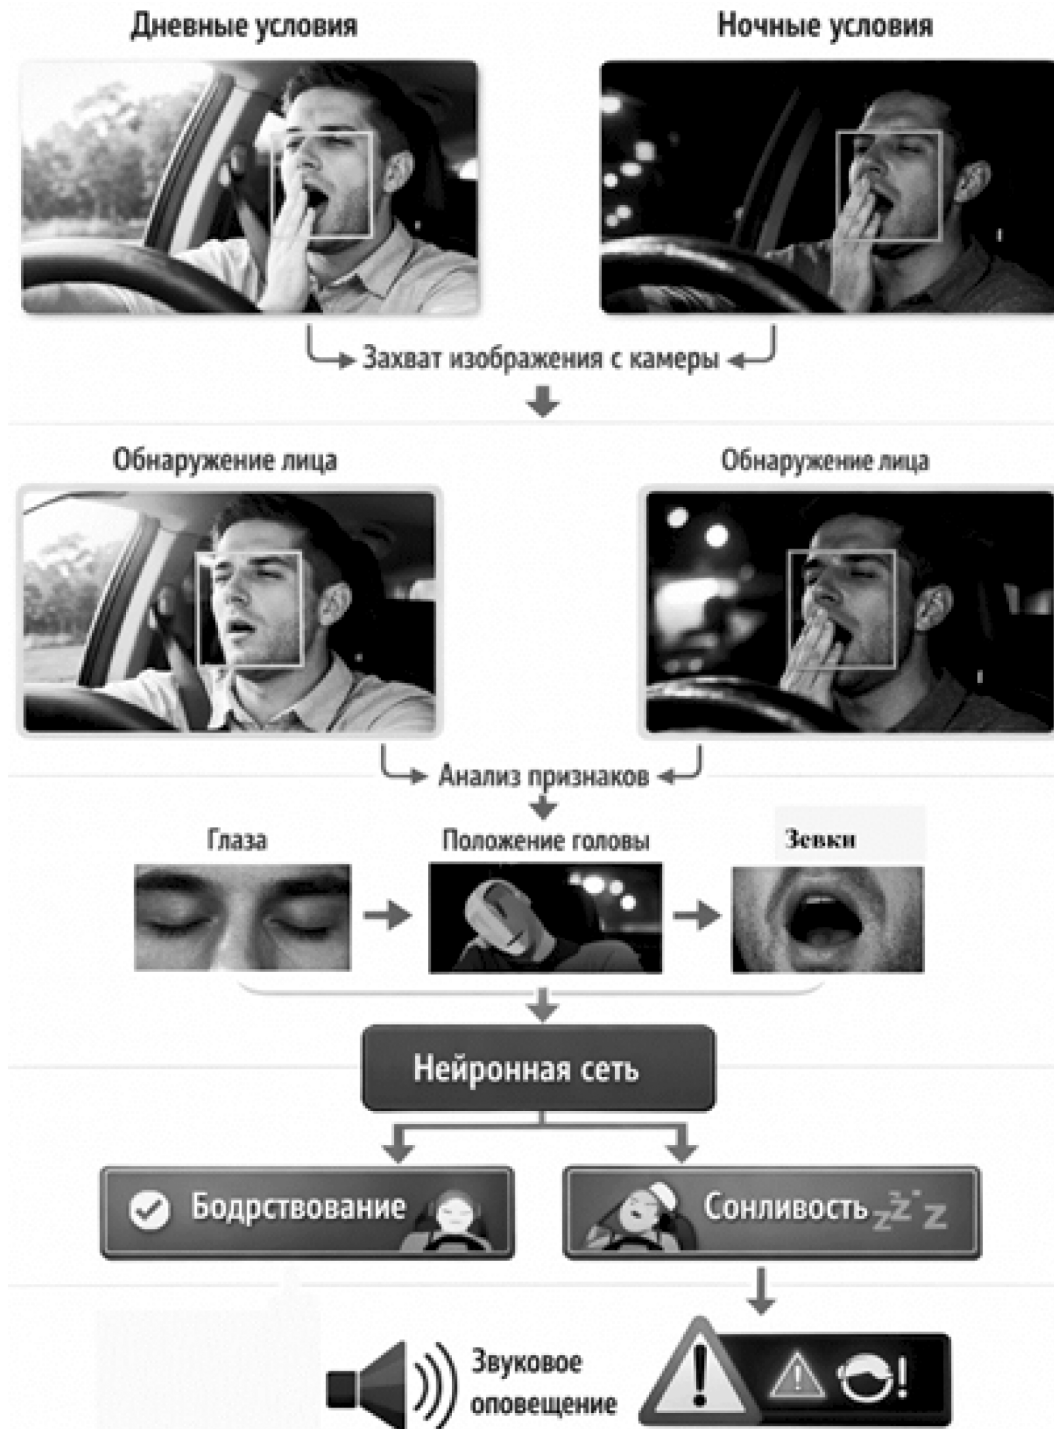 Дневные условия
Ночные условия
Захват изображения с камеры
Обнаружение лица
Обнаружение лица
Анализ признаков
Глаза
Положение головы
Зевки
Нейронная сеть
Бодрствование
Сонливость zzz
Звуковое
оповещение
!
!
!